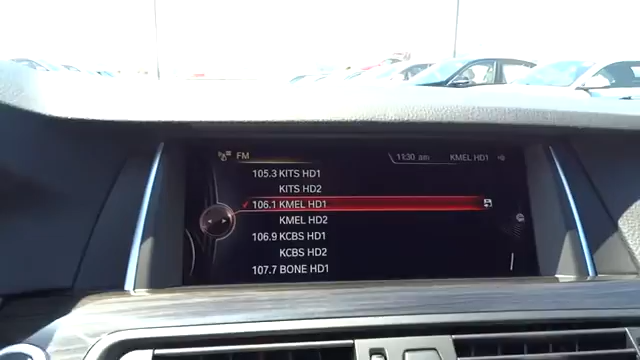 FM 11:30 am KMEL HD1
105.3 KITS HD1
KITS HD2
106.1 KMEL HD1
KMEL HD2
106.9 KCBS HD1
KCBS HD2
107.7 BONE HD1